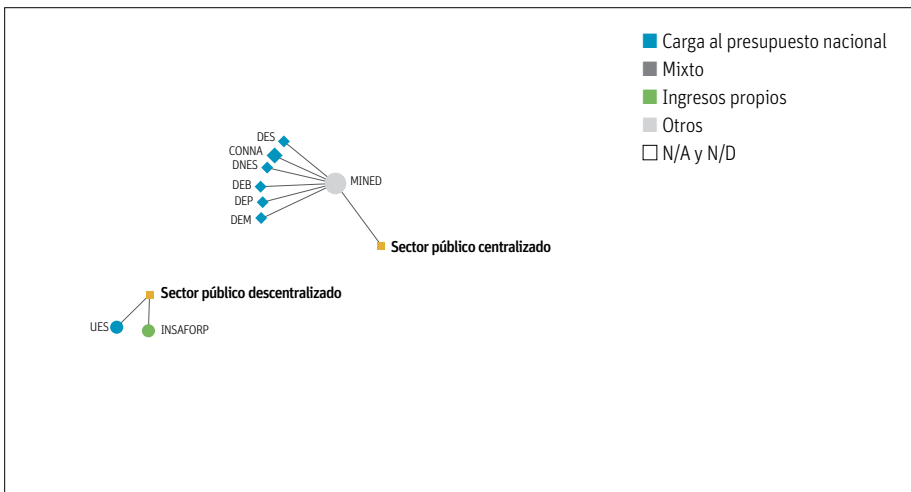 Carga al presupuesto nacional
Mixto
Ingresos propios
Otros
N/A y N/D
DES
CONNA
DNES
DEB
DEP
DEM
MINED
Sector público centralizado
Sector público descentralizado
UES
INSAFORP